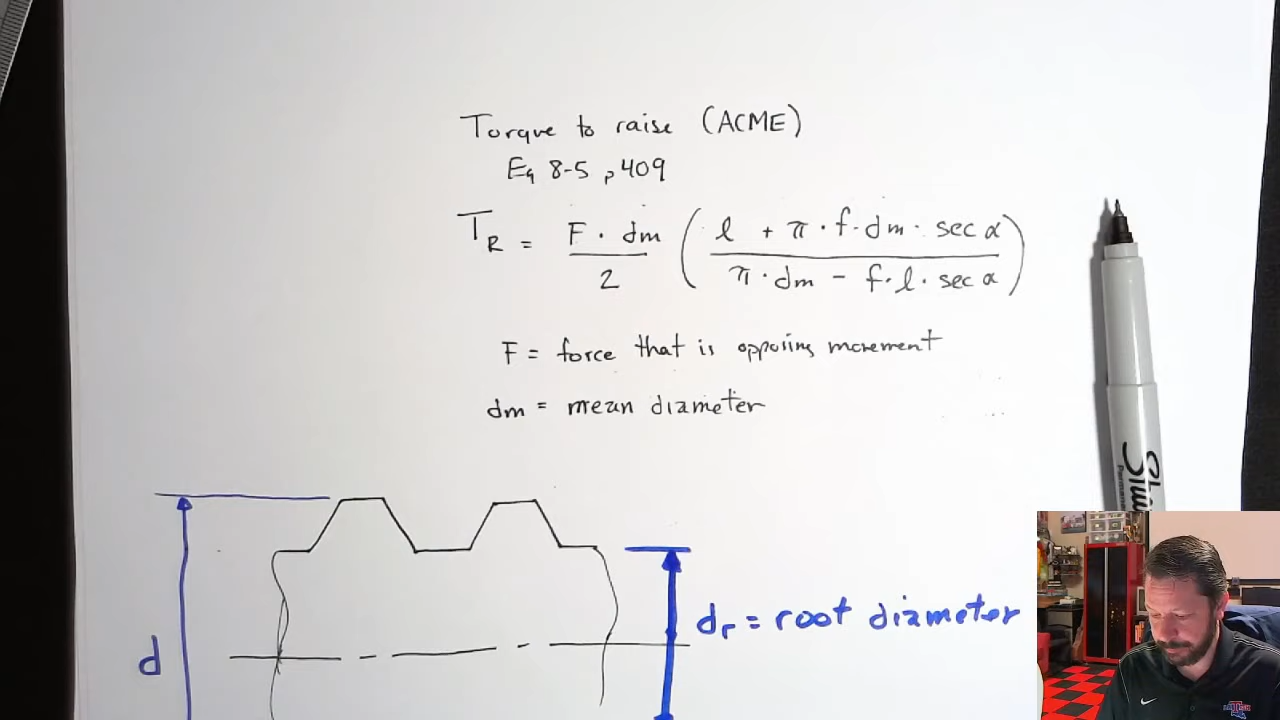 Torque to raise (ACME)
Eq 8-5 p409
T_R = F · dm / 2 ( l + π · f · dm · sec α / π · dm − f · l · sec α )
F = force that is opposing movement
dm = mean diameter
d
dr = root diameter